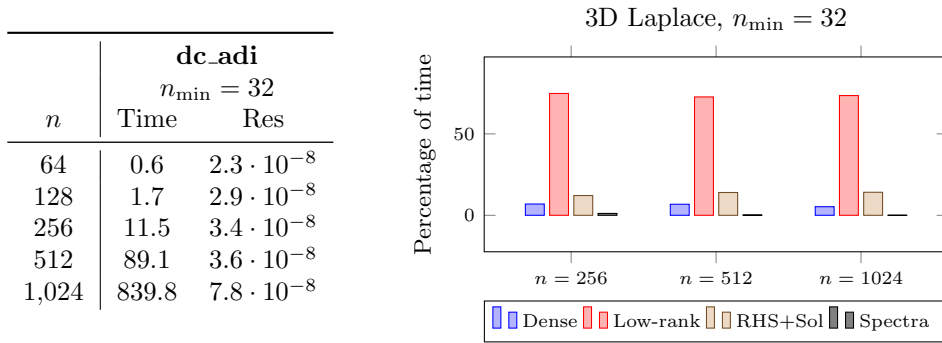 dc_adi
n_min = 32
n Time Res
64 0.6 2.3 · 10^−8
128 1.7 2.9 · 10^−8
256 11.5 3.4 · 10^−8
512 89.1 3.6 · 10^−8
1,024 839.8 7.8 · 10^−8
3D Laplace, n_min = 32
Percentage of time
50
0
n = 256 n = 512 n = 1024
Dense Low-rank RHS+Sol Spectra